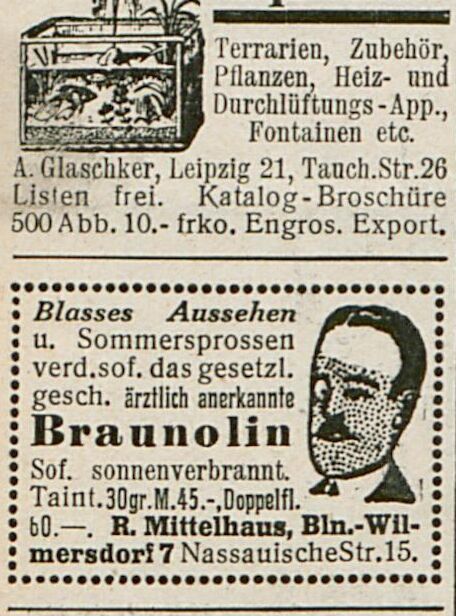 Terrarien, Zubehör,
Pflanzen, Heiz- und
Durchlüftungs-App.,
Fontainen etc.
A. Glaschker, Leipzig 21, Tauch.Str.26
Listen frei. Katalog-Broschüre
500 Abb. 10.- frko. Engros. Export.
Blasses Aussehen
u. Sommersprossen
verd.sof. das gesetzl.
gesch. ärztlich anerkannte
Braunolin
Sof. sonnenverbrannt.
Taint.30gr.M.45.-,Doppelfl.
60.—. R. Mittelhaus, Bln.-Wil-
mersdorf 7 NassauischeStr.15.